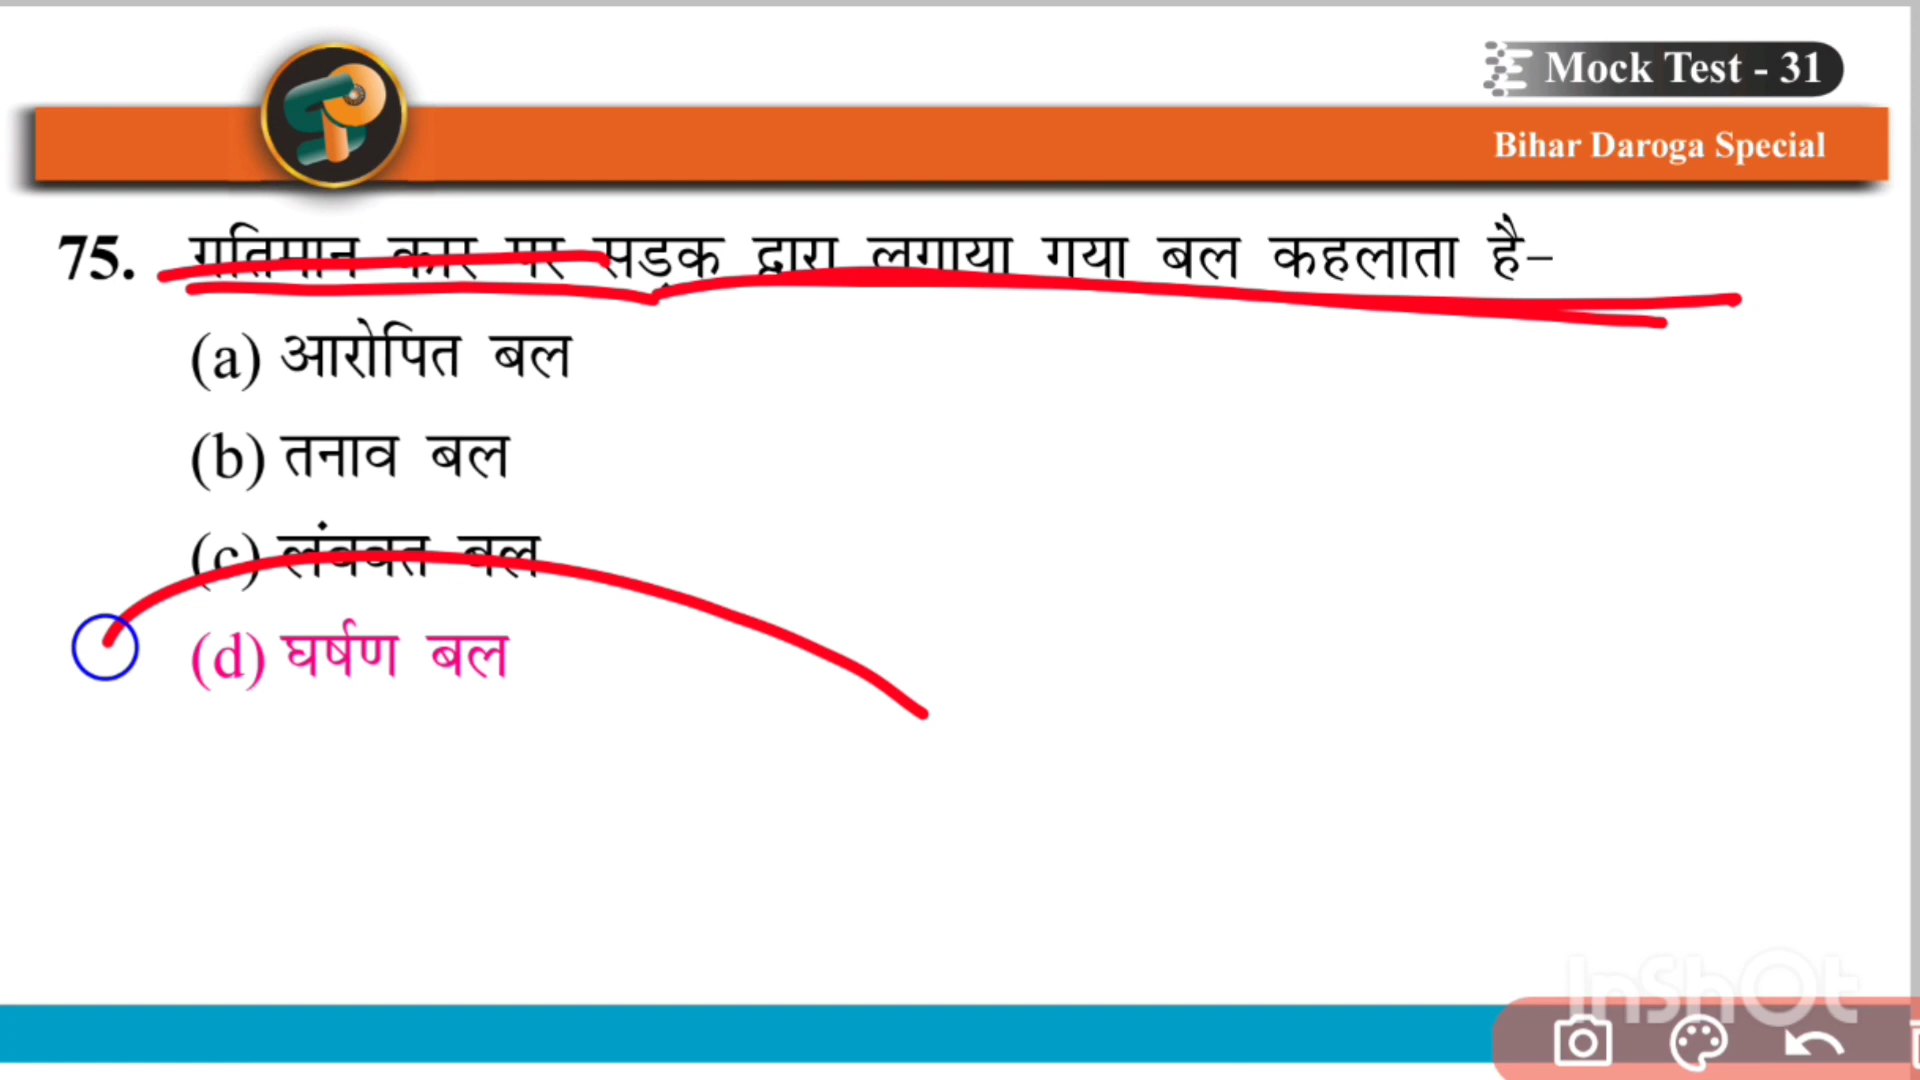 Mock Test - 31
Bihar Daroga Special
75. गतिमान कार पर सड़क द्वारा लगाया गया बल कहलाता है–
(a) आरोपित बल
(b) तनाव बल
(c) लंबवत बल
(d) घर्षण बल
InShOt